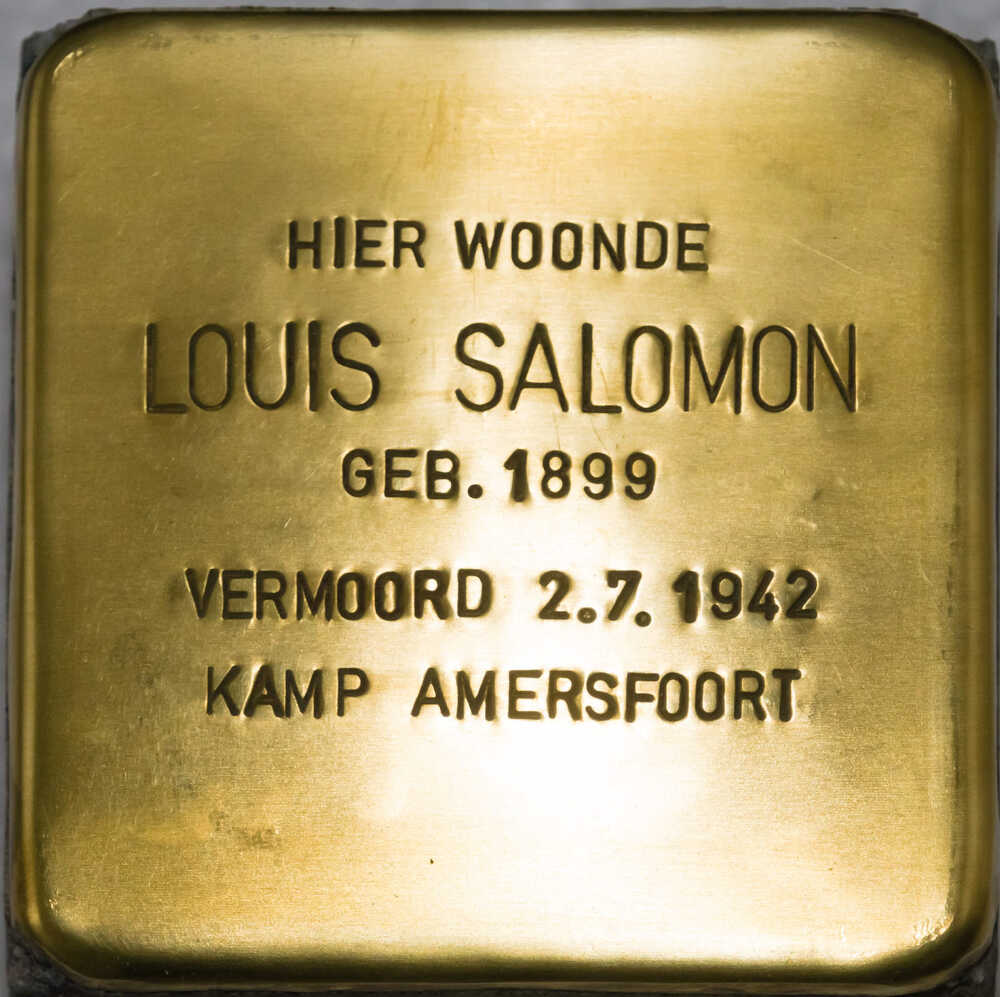 HIER WOONDE
LOUIS SALOMON
GEB. 1899
VERMOORD 2.7.1942
KAMP AMERSFOORT